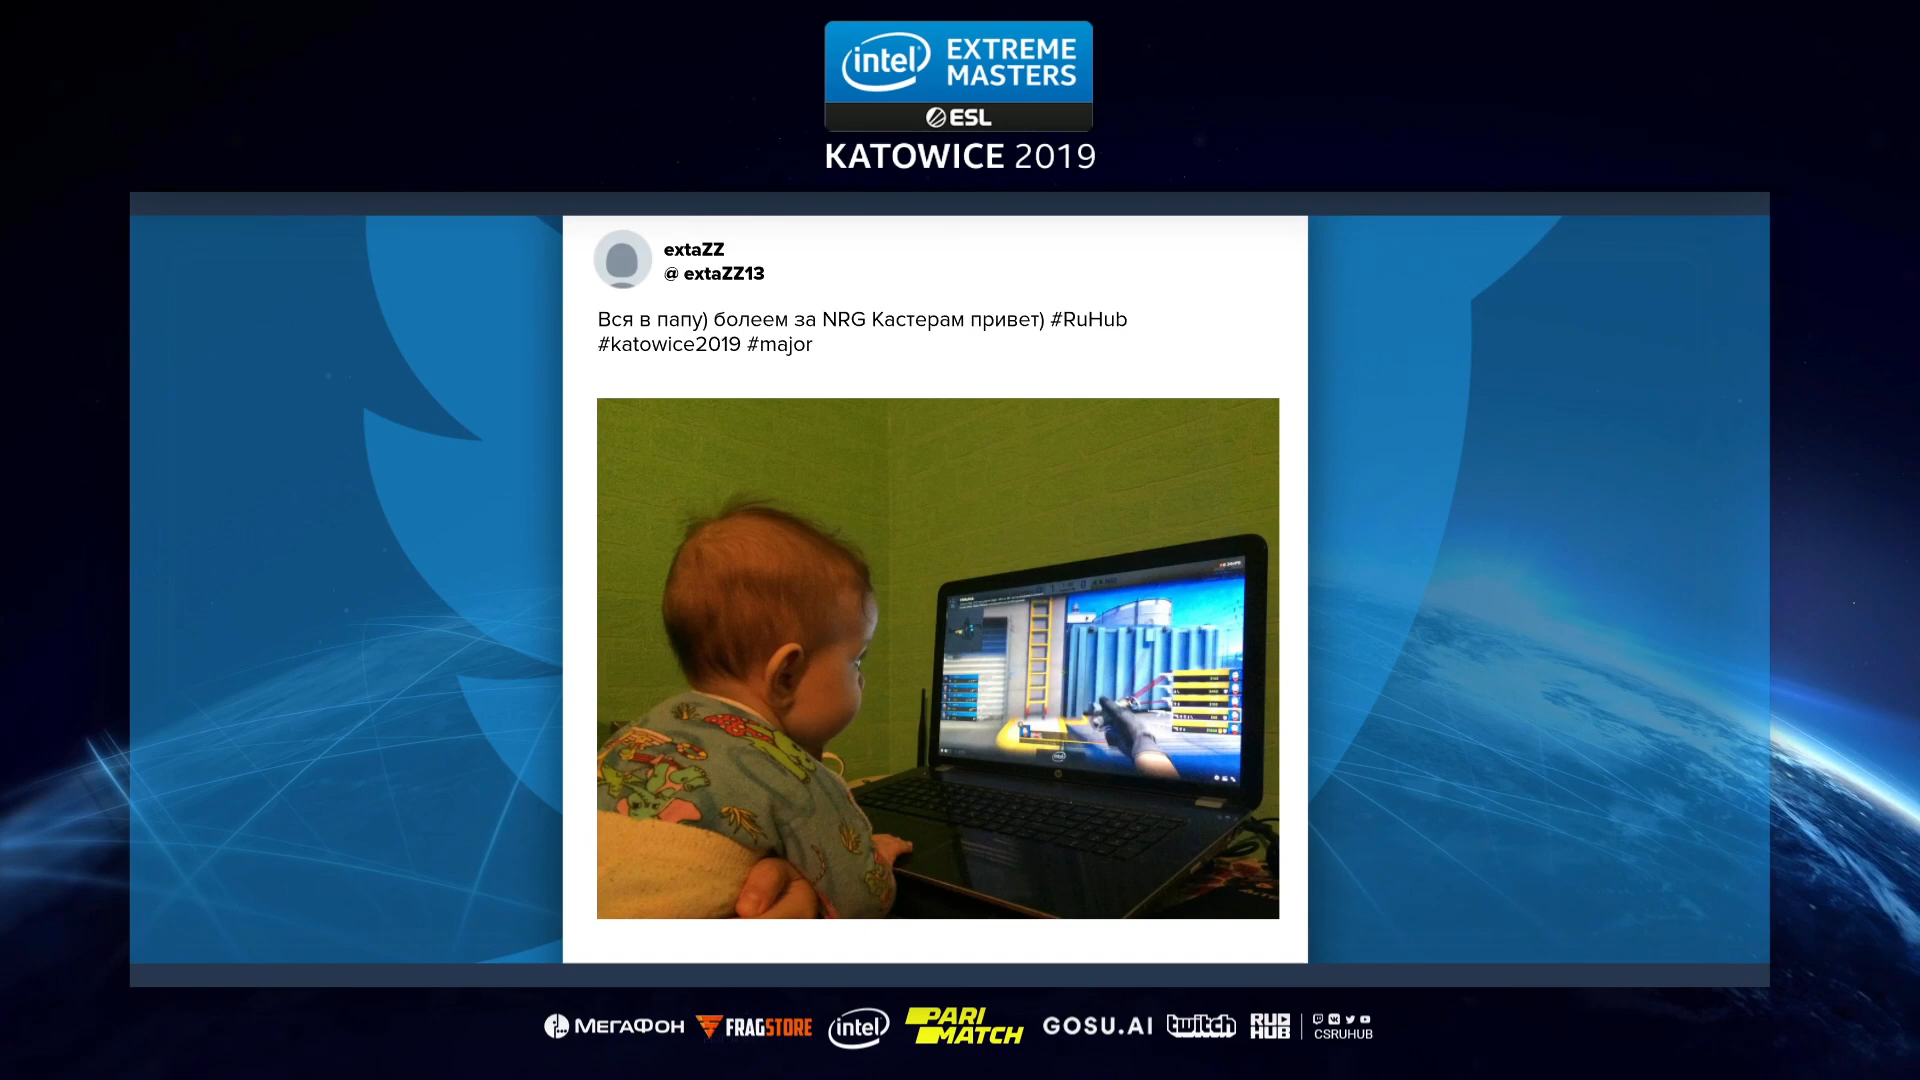 intel EXTREME
MASTERS
ESL
KATOWICE 2019
extaZZ
@ extaZZ13
Вся в папу) болеем за NRG Кастерам привет) #RuHub
#katowice2019 #major
МЕГАФОН FRAGSTORE intel PARI MATCH GOSU.AI twitch RUHUB CSRUHUB